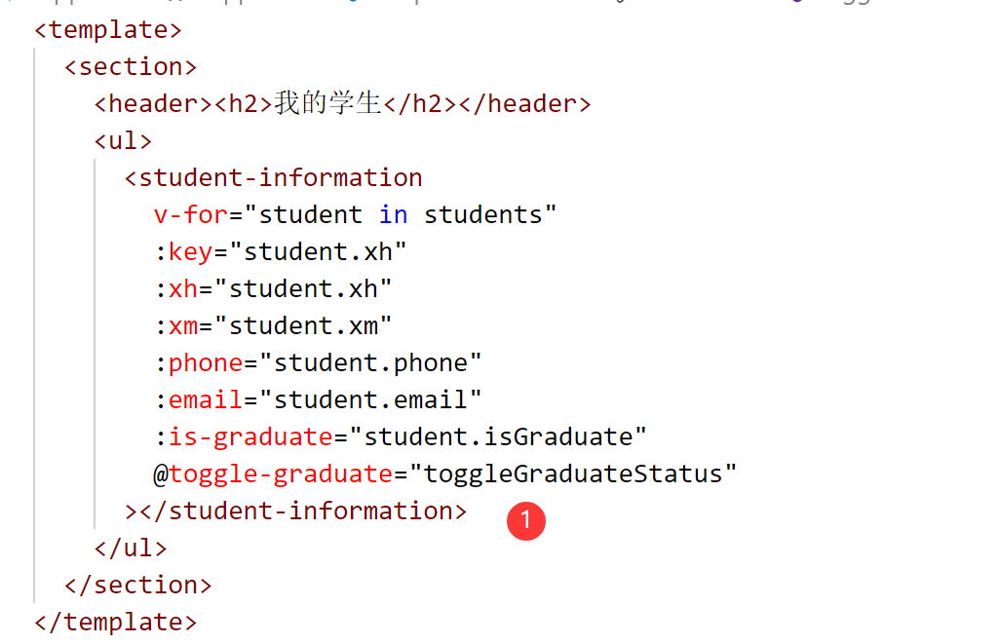 <template>
<section>
<header><h2>我的学生</h2></header>
<ul>
<student-information
v-for="student in students"
:key="student.xh"
:xh="student.xh"
:xm="student.xm"
:phone="student.phone"
:email="student.email"
:is-graduate="student.isGraduate"
@toggle-graduate="toggleGraduateStatus"
></student-information>
1
</ul>
</section>
</template>